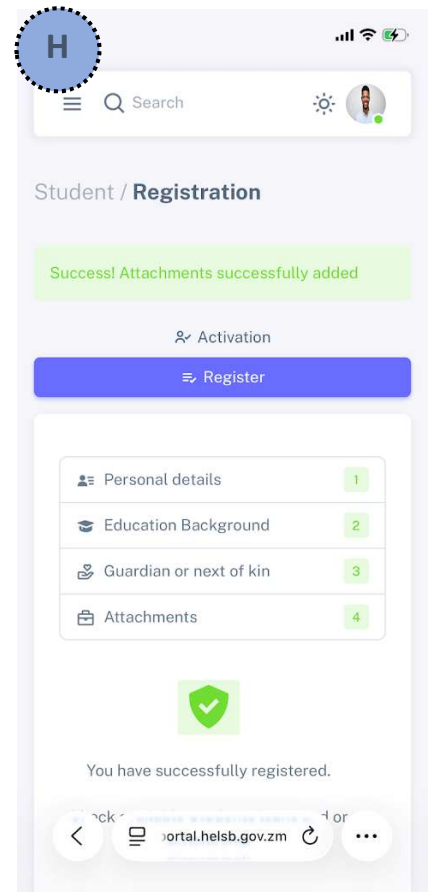 H
Search
Student / Registration
Success! Attachments successfully added
Activation
Register
Personal details 1
Education Background 2
Guardian or next of kin 3
Attachments 4
You have successfully registered.
ortal.helsb.gov.zm